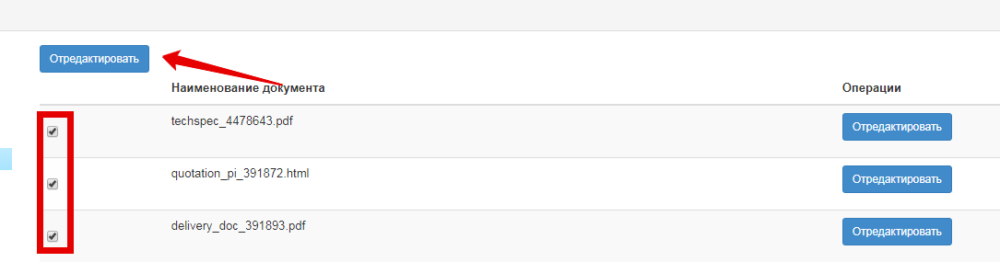 Отредактировать
Наименование документа Операции
techspec_4478643.pdf Отредактировать
quotation_pi_391872.html Отредактировать
delivery_doc_391893.pdf Отредактировать